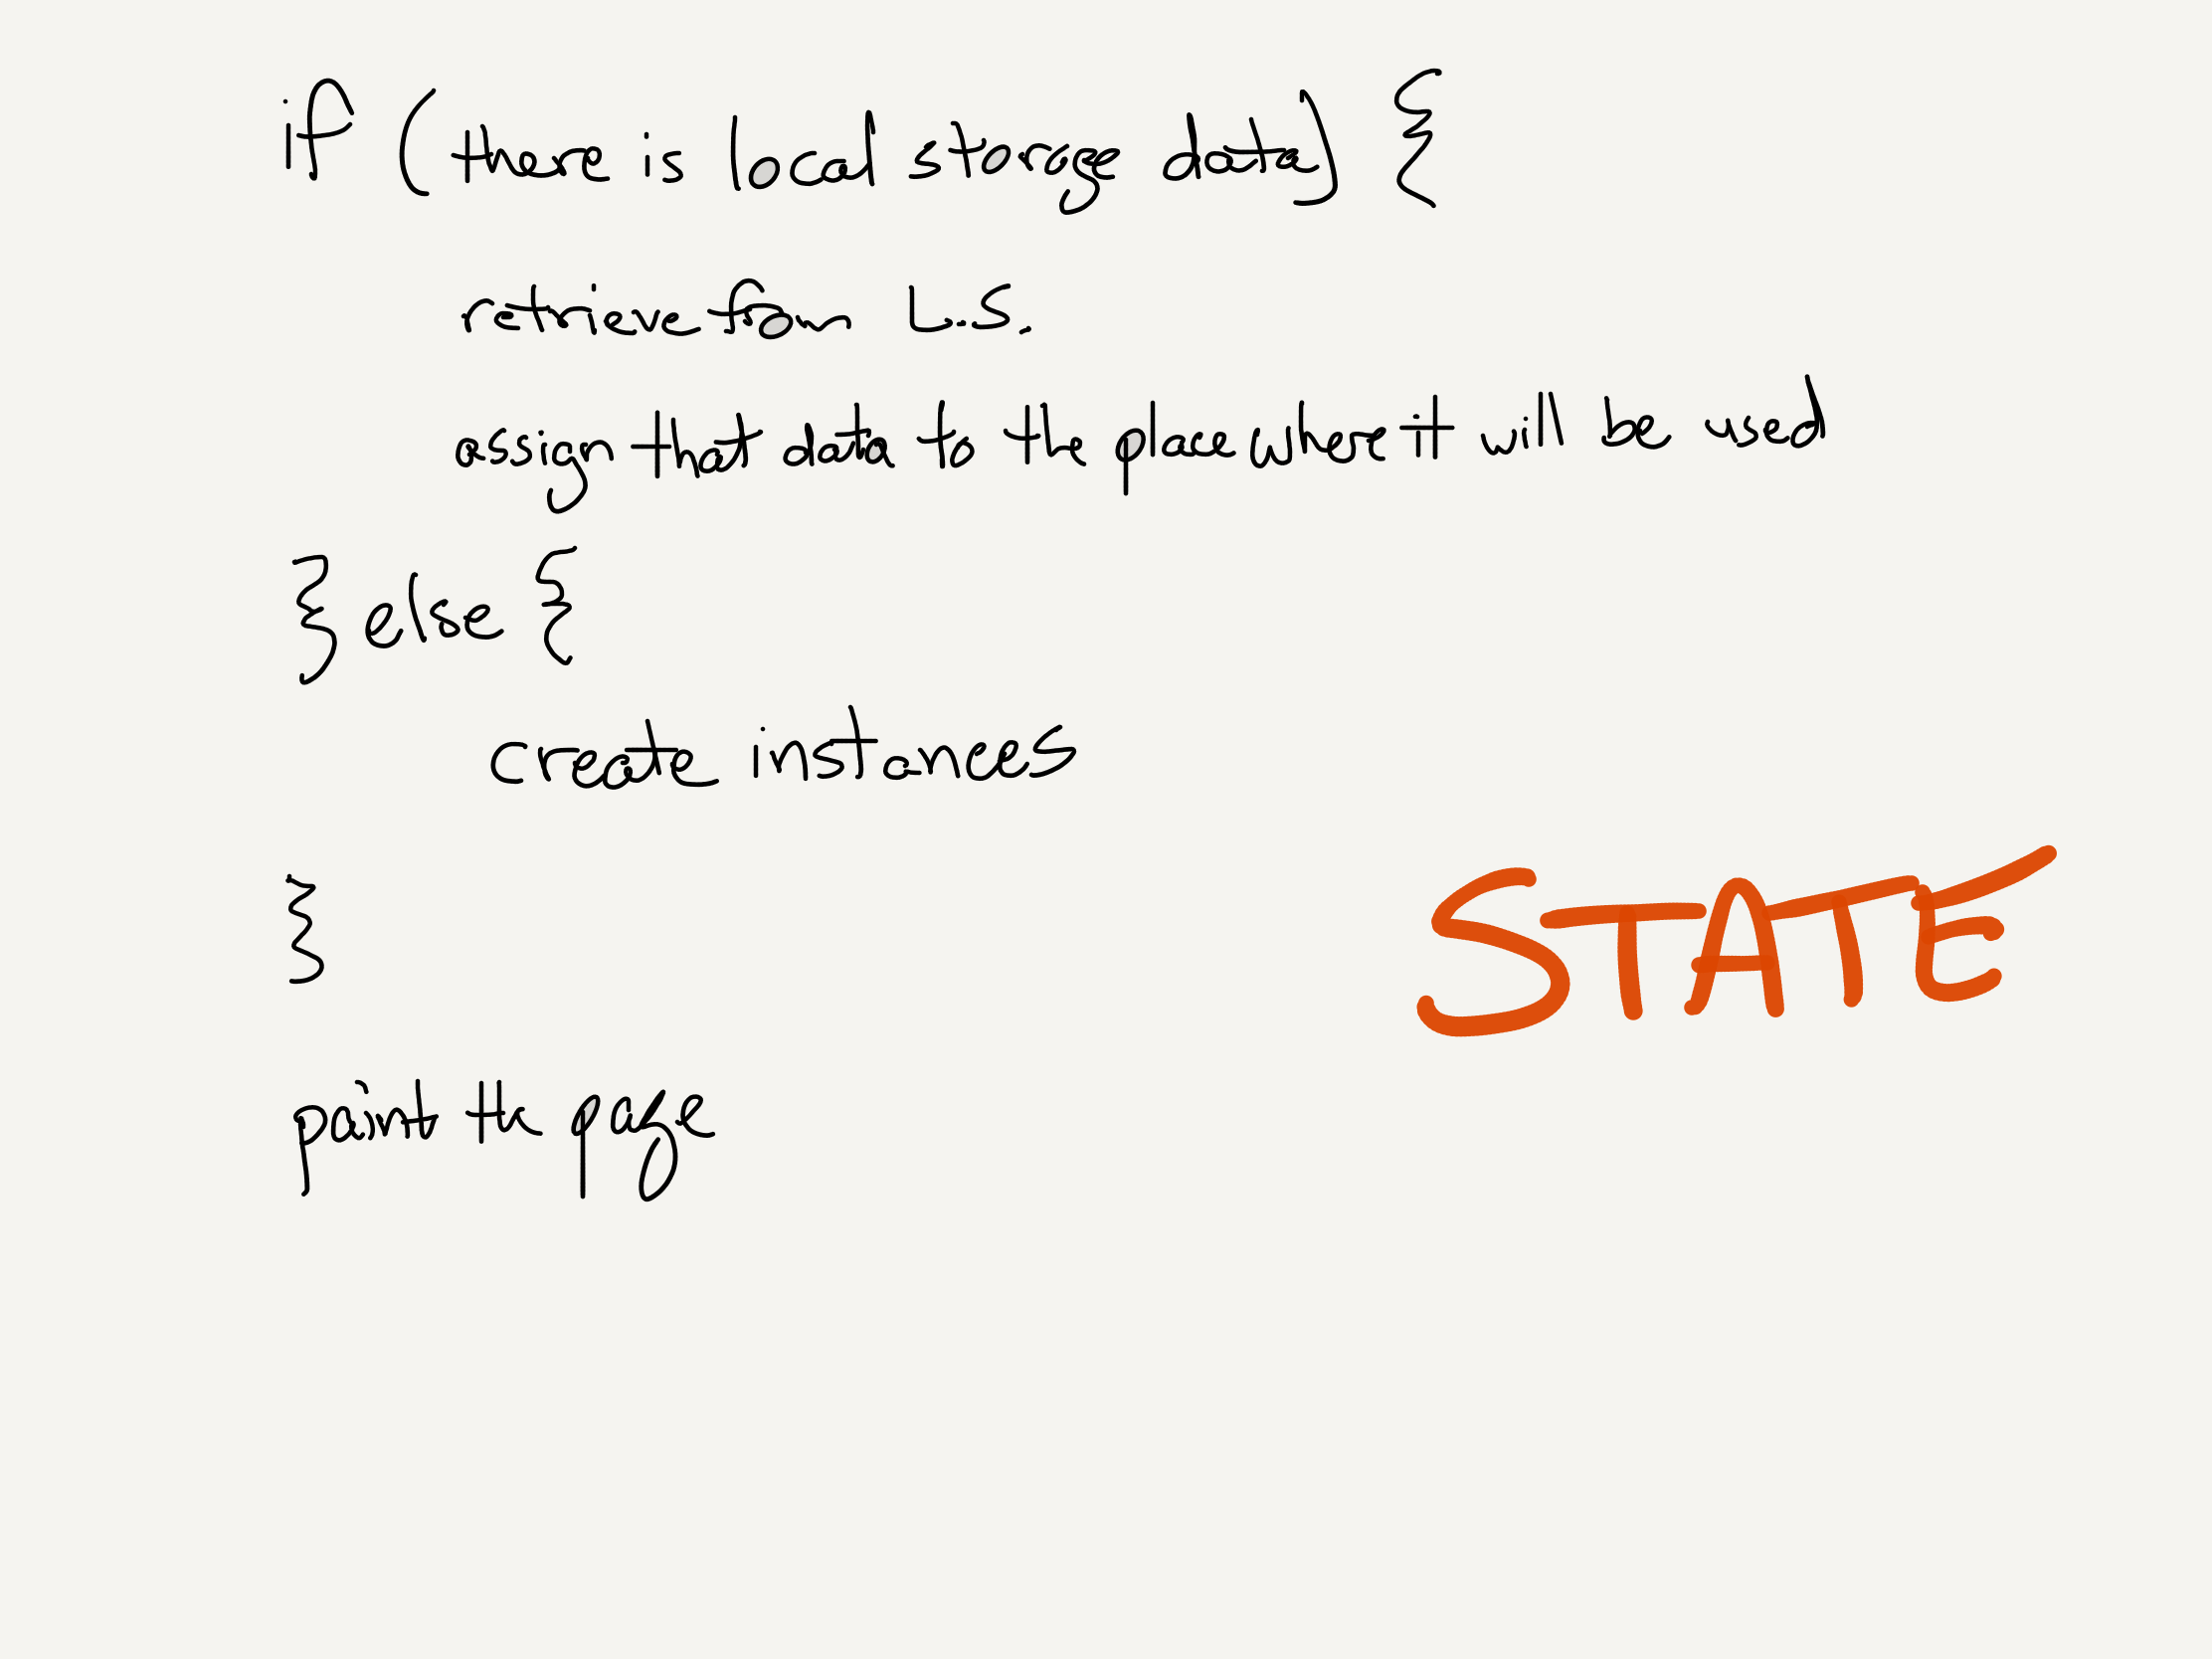 if (there is local storage data) {
retrieve from L.S.
assign that data to the place where it will be used
} else {
create instances
}
STATE
paint the page